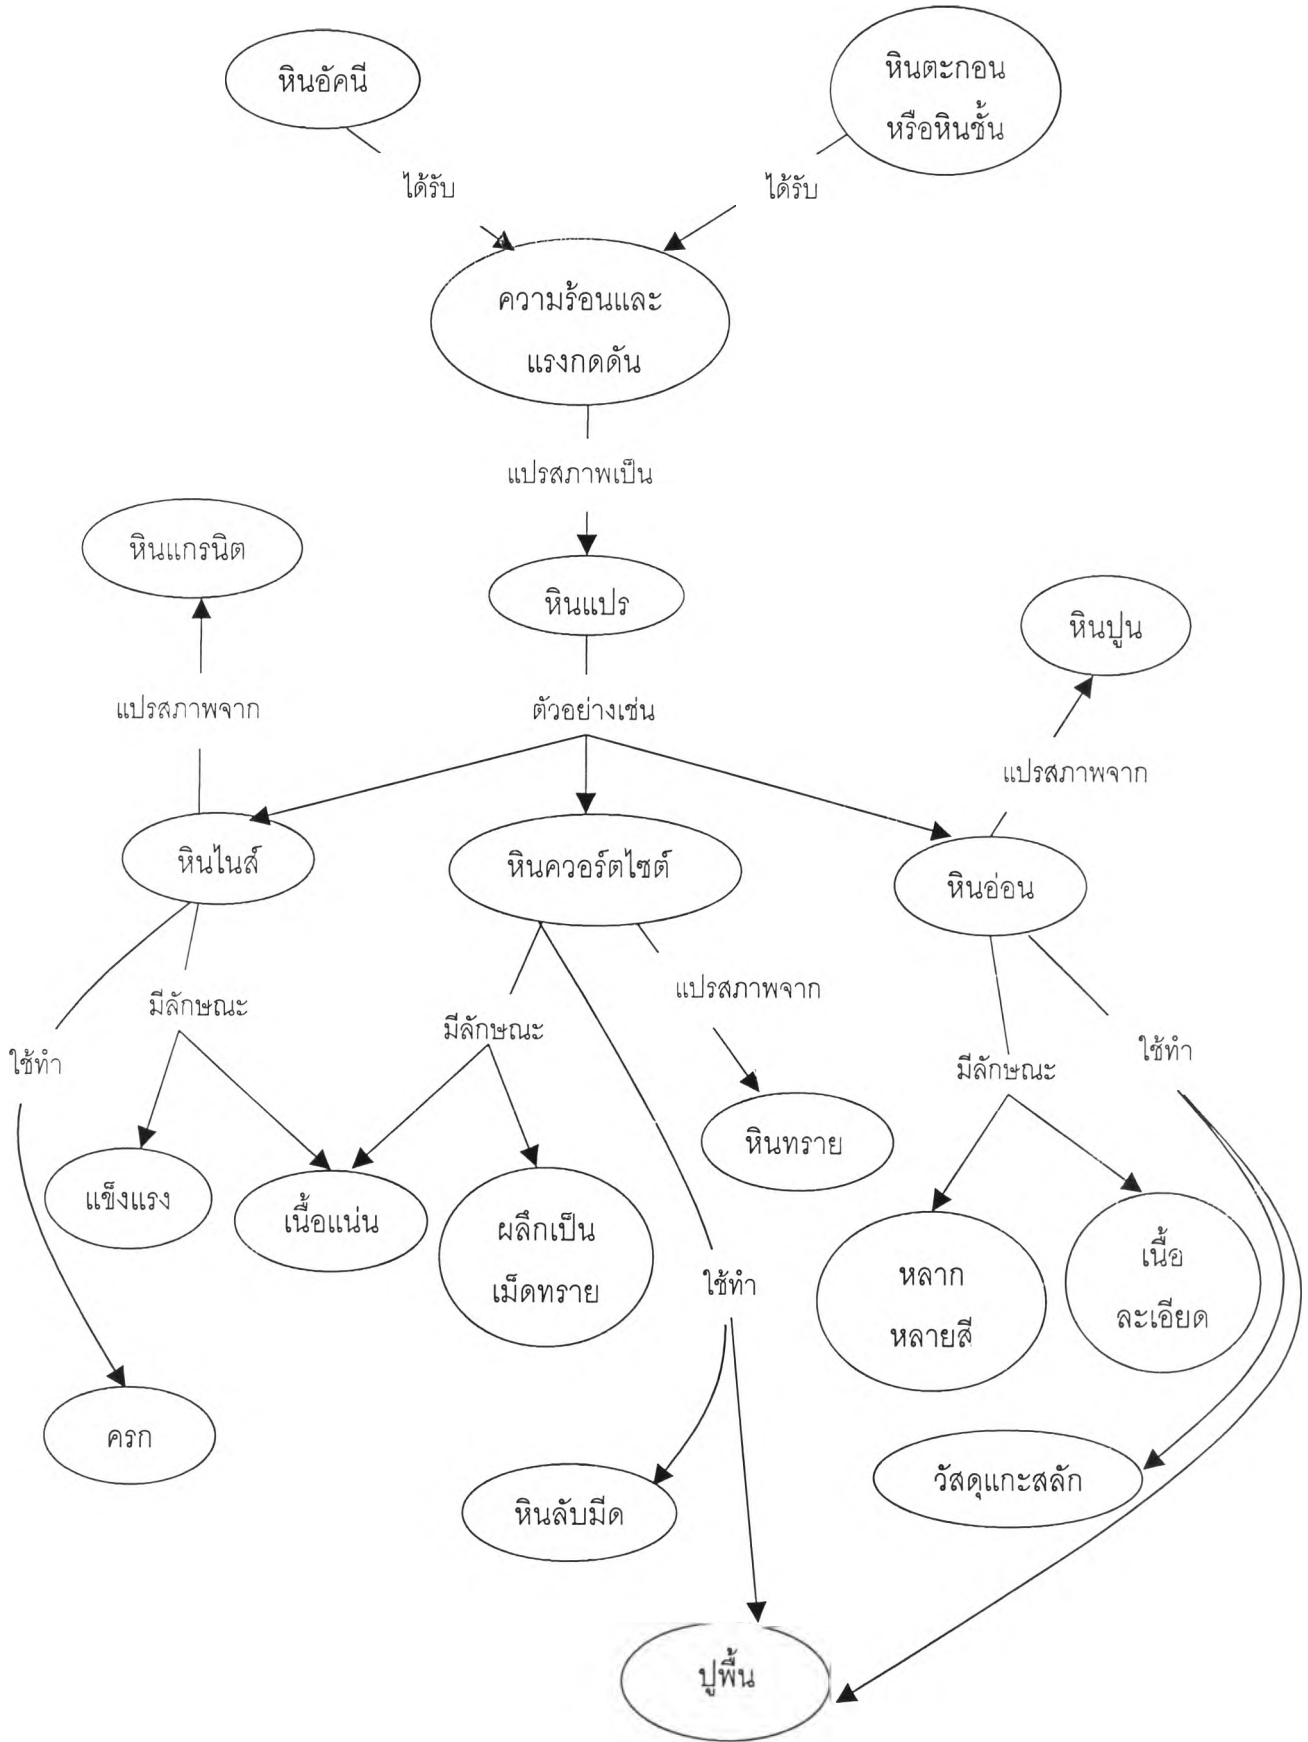 หินอัคนี
หินตะกอน
หรือหินชั้น
ได้รับ
ได้รับ
ความร้อนและ
แรงกดดัน
แปรสภาพเป็น
หินแกรนิต
หินแปร
หินปูน
แปรสภาพจาก
ตัวอย่างเช่น
แปรสภาพจาก
หินไนส์
หินควอร์ตไซต์
หินอ่อน
มีลักษณะ
แปรสภาพจาก
มีลักษณะ
ใช้ทำ
ใช้ทำ
มีลักษณะ
หินทราย
แข็งแรง
เนื้อแน่น
ผลึกเป็น
เม็ดทราย
ใช้ทำ
หลาก
หลายสี
เนื้อ
ละเอียด
ครก
หินลับมีด
วัสดุแกะสลัก
ปูพื้น